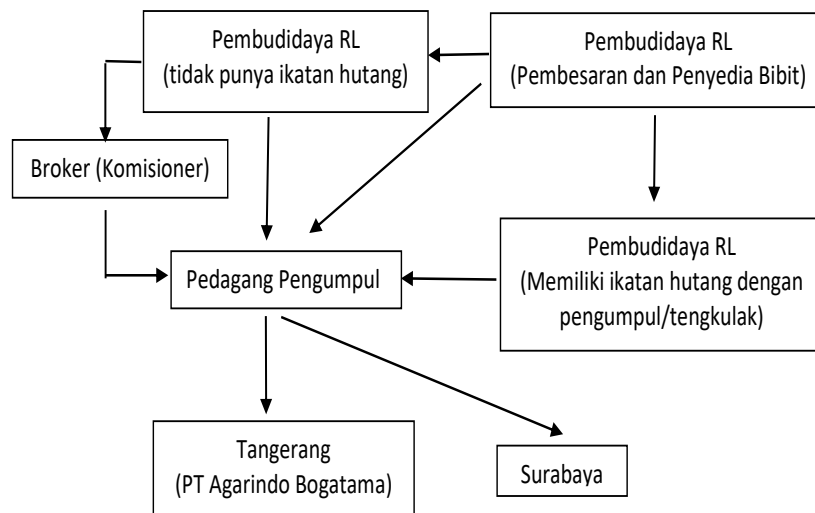 Pembudidaya RL
(tidak punya ikatan hutang)
Pembudidaya RL
(Pembesaran dan Penyedia Bibit)
Broker (Komisioner)
Pedagang Pengumpul
Pembudidaya RL
(Memiliki ikatan hutang dengan
pengumpul/tengkulak)
Tangerang
(PT Agarindo Bogatama)
Surabaya